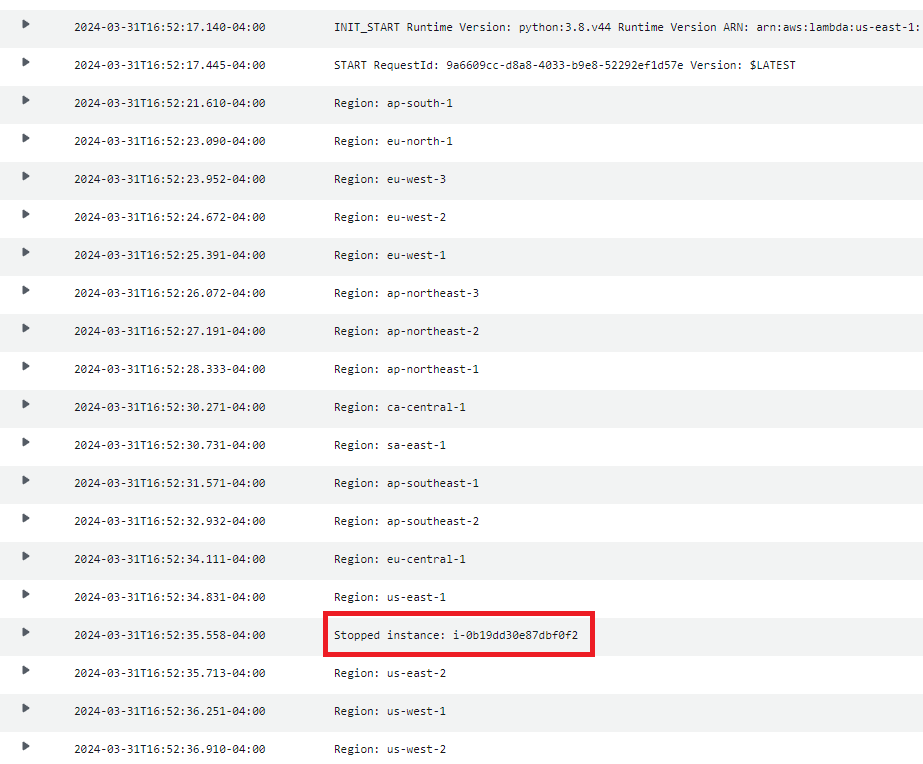 2024-03-31T16:52:17.140-04:00 INIT_START Runtime Version: python:3.8.v44 Runtime Version ARN: arn:aws:lambda:us-east-1:
2024-03-31T16:52:17.445-04:00 START RequestId: 9a6609cc-d8a8-4033-b9e8-52292ef1d57e Version: $LATEST
2024-03-31T16:52:21.610-04:00 Region: ap-south-1
2024-03-31T16:52:23.090-04:00 Region: eu-north-1
2024-03-31T16:52:23.952-04:00 Region: eu-west-3
2024-03-31T16:52:24.672-04:00 Region: eu-west-2
2024-03-31T16:52:25.391-04:00 Region: eu-west-1
2024-03-31T16:52:26.072-04:00 Region: ap-northeast-3
2024-03-31T16:52:27.191-04:00 Region: ap-northeast-2
2024-03-31T16:52:28.333-04:00 Region: ap-northeast-1
2024-03-31T16:52:30.271-04:00 Region: ca-central-1
2024-03-31T16:52:30.731-04:00 Region: sa-east-1
2024-03-31T16:52:31.571-04:00 Region: ap-southeast-1
2024-03-31T16:52:32.932-04:00 Region: ap-southeast-2
2024-03-31T16:52:34.111-04:00 Region: eu-central-1
2024-03-31T16:52:34.831-04:00 Region: us-east-1
2024-03-31T16:52:35.558-04:00 Stopped instance: i-0b19dd30e87dbf0f2
2024-03-31T16:52:35.713-04:00 Region: us-east-2
2024-03-31T16:52:36.251-04:00 Region: us-west-1
2024-03-31T16:52:36.910-04:00 Region: us-west-2